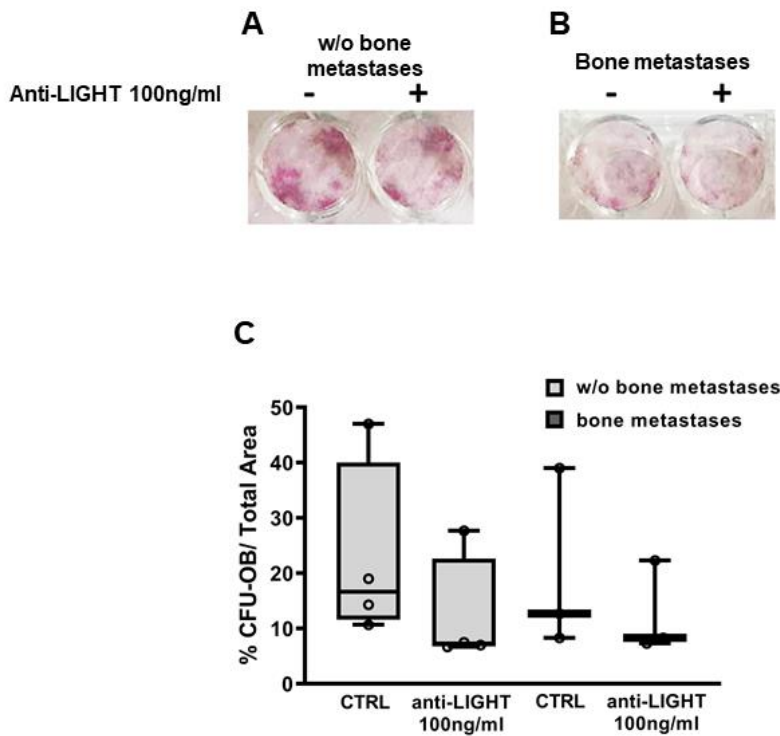 A
w/o bone
metastases
B
Bone metastases
Anti-LIGHT 100ng/ml
- +
- +
C
w/o bone metastases
bone metastases
% CFU-OB/ Total Area
50
40
30
20
10
0
CTRL
anti-LIGHT
100ng/ml
CTRL
anti-LIGHT
100ng/ml